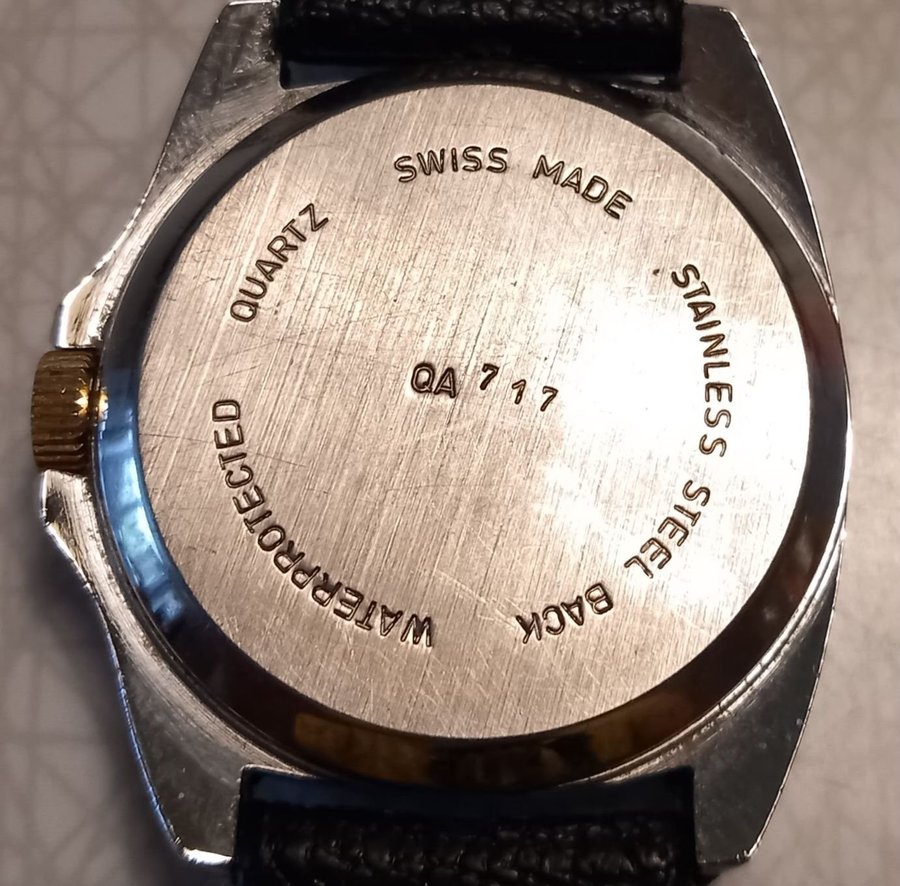 SWISS MADE
STAINLESS STEEL BACK
WATERPROTECTED
QUARTZ
QA 717